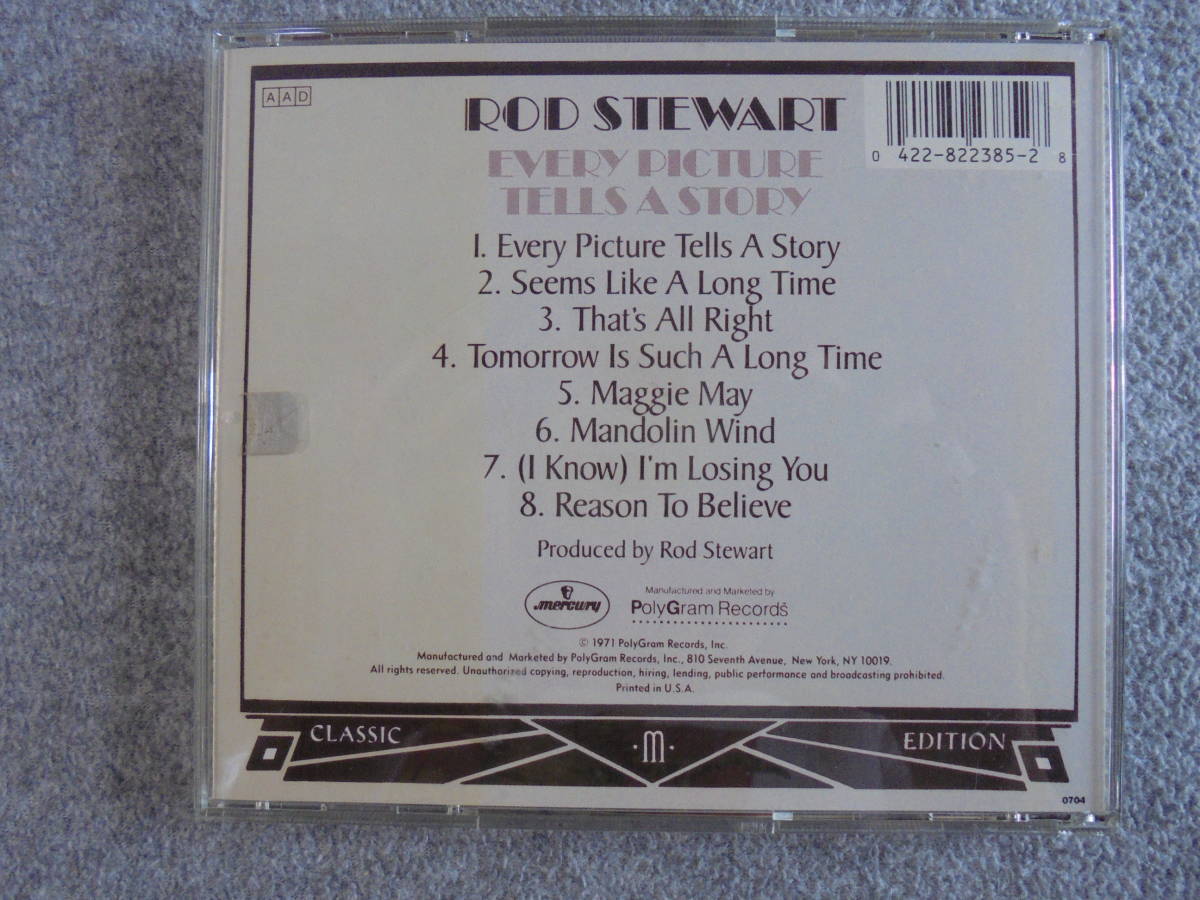 AAD
ROD STEWART
0 422-822385-2 8
EVERY PICTURE
TELLS A STORY
1. Every Picture Tells A Story
2. Seems Like A Long Time
3. That's All Right
4. Tomorrow Is Such A Long Time
5. Maggie May
6. Mandolin Wind
7. (I Know) I'm Losing You
8. Reason To Believe
Produced by Rod Stewart
mercury
Manufactured and Marketed by
PolyGram Records
© 1971 PolyGram Records, Inc.
Manufactured and Marketed by PolyGram Records, Inc., 810 Seventh Avenue, New York, NY 10019.
All rights reserved. Unauthorized copying, reproduction, hiring, lending, public performance and broadcasting prohibited.
Printed in U.S.A.
CLASSIC ·M· EDITION
0704